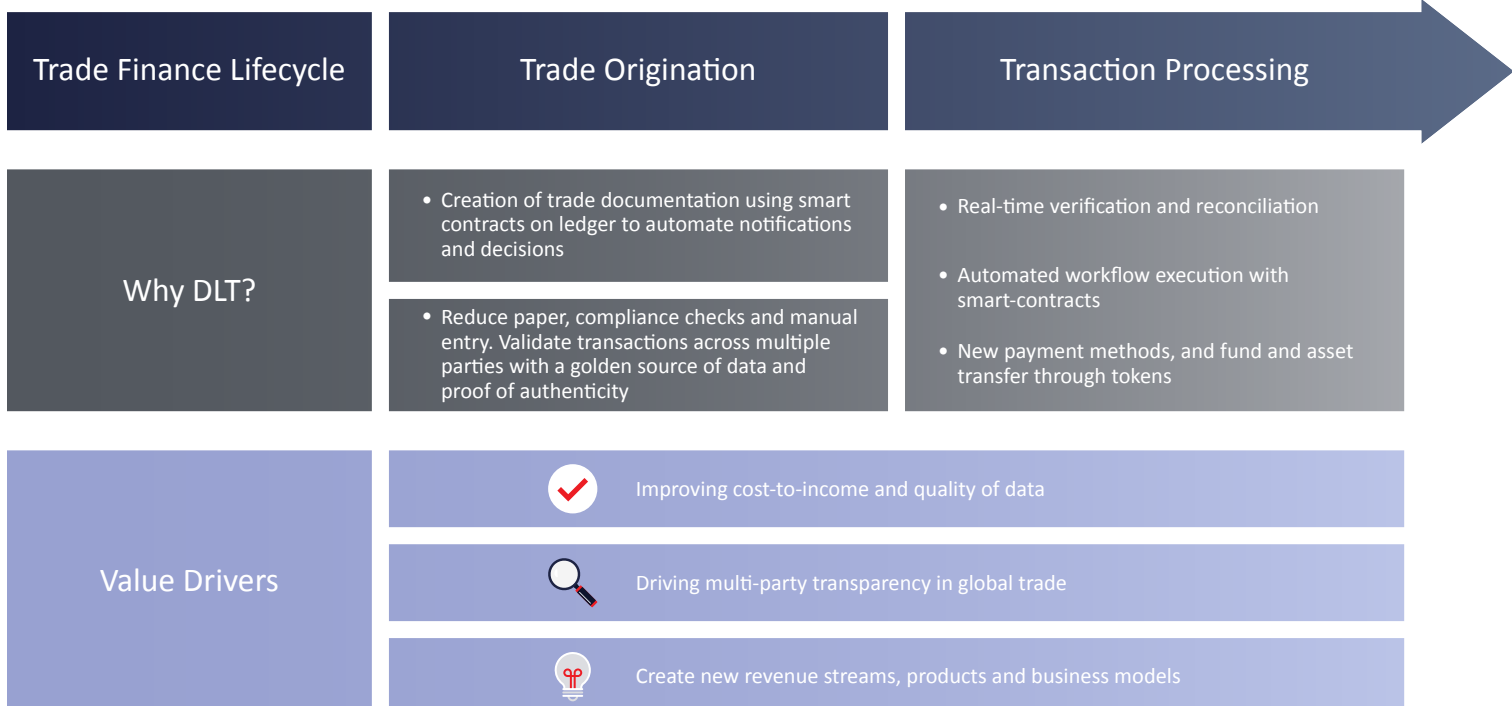 Trade Finance Lifecycle
Trade Origination
Transaction Processing
Why DLT?
• Creation of trade documentation using smart
contracts on ledger to automate notifications
and decisions
• Reduce paper, compliance checks and manual
entry. Validate transactions across multiple
parties with a golden source of data and
proof of authenticity
• Real-time verification and reconciliation
• Automated workflow execution with
smart-contracts
• New payment methods, and fund and asset
transfer through tokens
Value Drivers
Improving cost-to-income and quality of data
Driving multi-party transparency in global trade
Create new revenue streams, products and business models